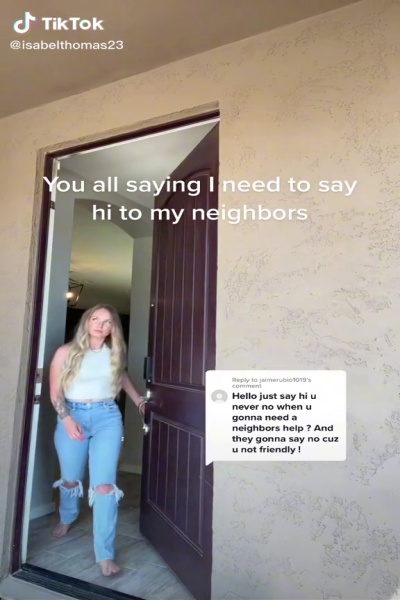 TikTok
@isabelthomas23
You all saying I need to say
hi to my neighbors
Reply to jaimerubio1019's
comment
Hello just say hi u
never no when u
gonna need a
neighbors help ? And
they gonna say no cuz
u not friendly !